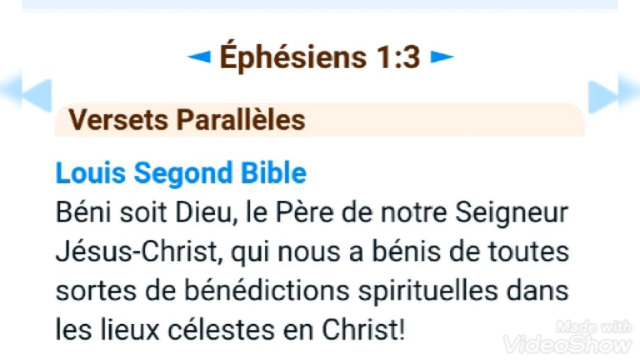 ◄ Éphésiens 1:3 ►
Versets Parallèles
Louis Segond Bible
Béni soit Dieu, le Père de notre Seigneur
Jésus-Christ, qui nous a bénis de toutes
sortes de bénédictions spirituelles dans
les lieux célestes en Christ!
Made with
VideoShow